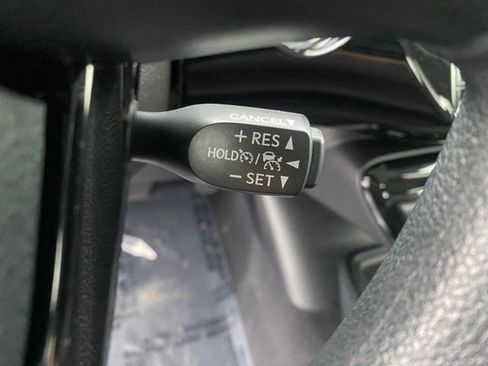 CANCEL▼
+ RES ▲
HOLD /
− SET ▼